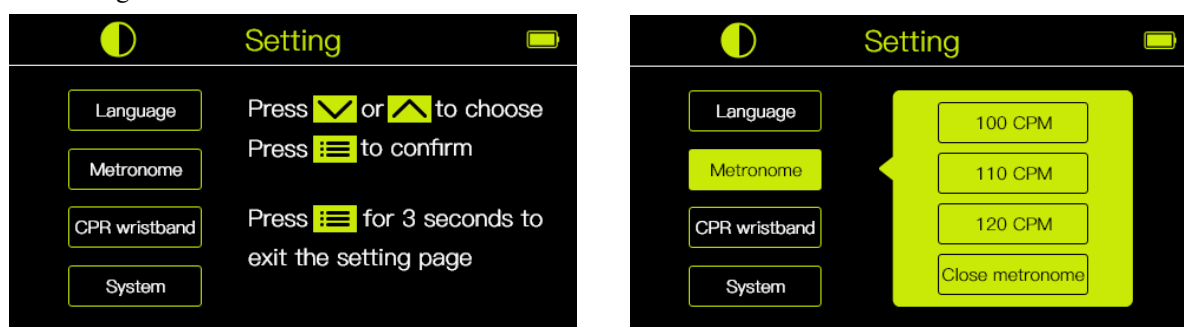 Setting
Language
Metronome
CPR wristband
System
Press or to choose
Press to confirm
Press for 3 seconds to
exit the setting page
Setting
Language
Metronome
CPR wristband
System
100 CPM
110 CPM
120 CPM
Close metronome